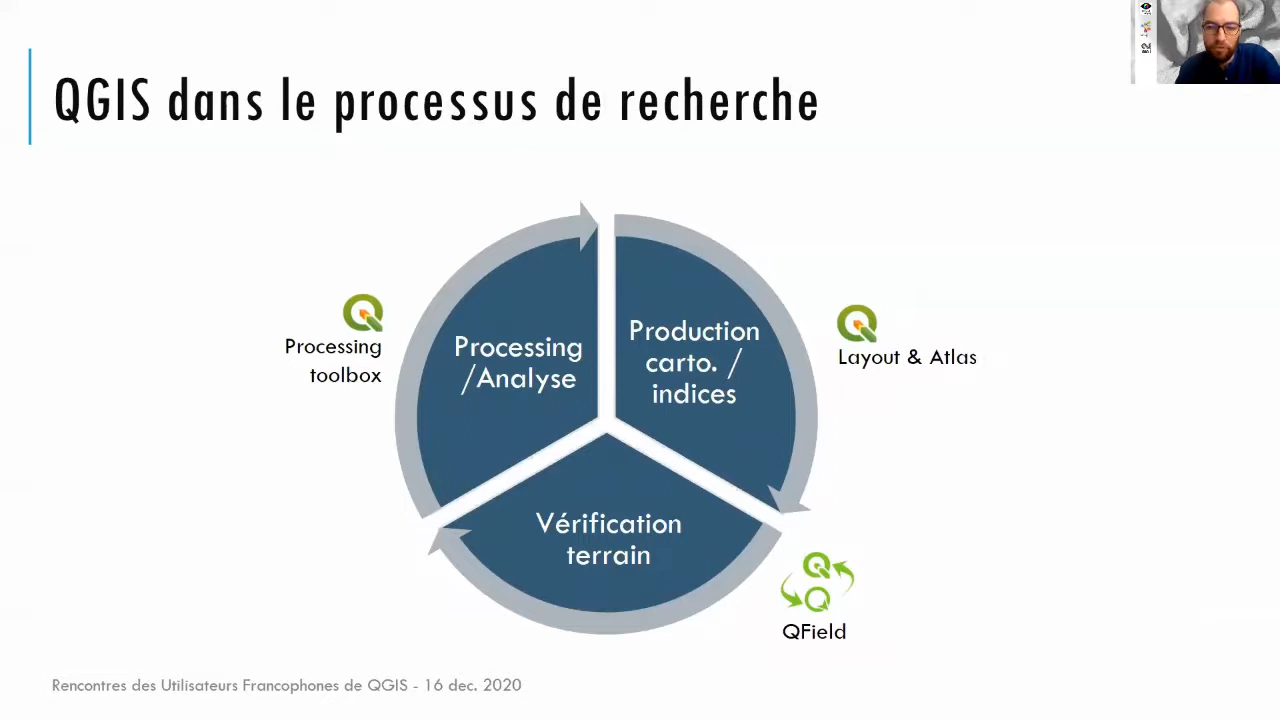 QGIS dans le processus de recherche
Processing
toolbox
Processing
/Analyse
Production
carto. /
indices
Layout & Atlas
Vérification
terrain
QField
Rencontres des Utilisateurs Francophones de QGIS - 16 dec. 2020